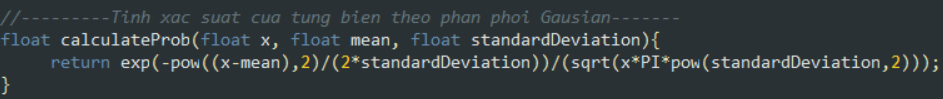 //---------Tinh xac suat cua tung bien theo phan phoi Gausian-------
float calculateProb(float x, float mean, float standardDeviation){
    return exp(-pow((x-mean),2)/(2*standardDeviation))/(sqrt(x*PI*pow(standardDeviation,2)));
}